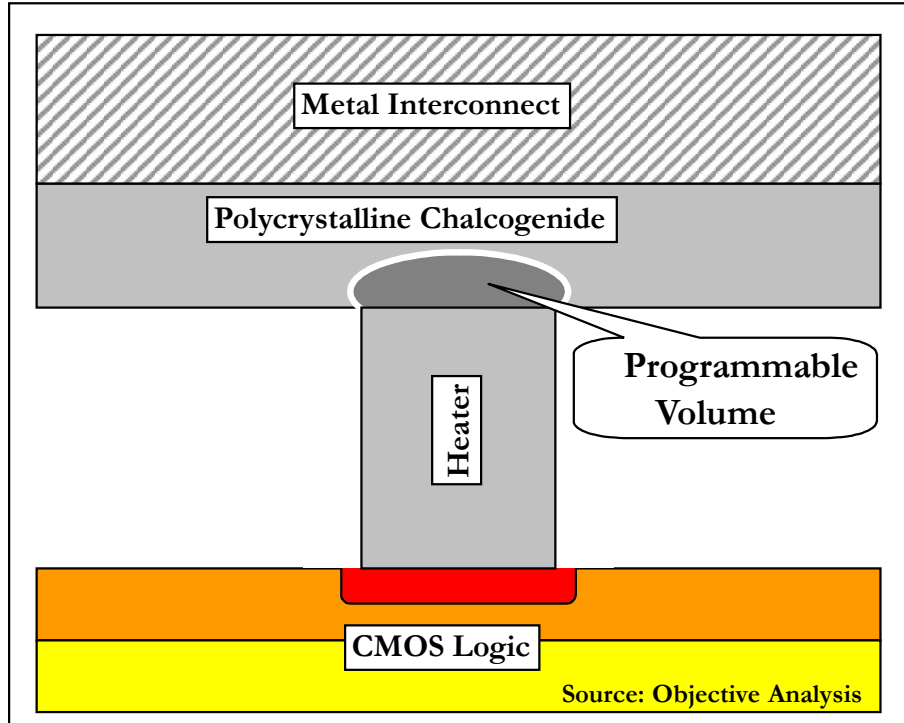 Metal Interconnect
Polycrystalline Chalcogenide
Programmable
Volume
Heater
CMOS Logic
Source: Objective Analysis